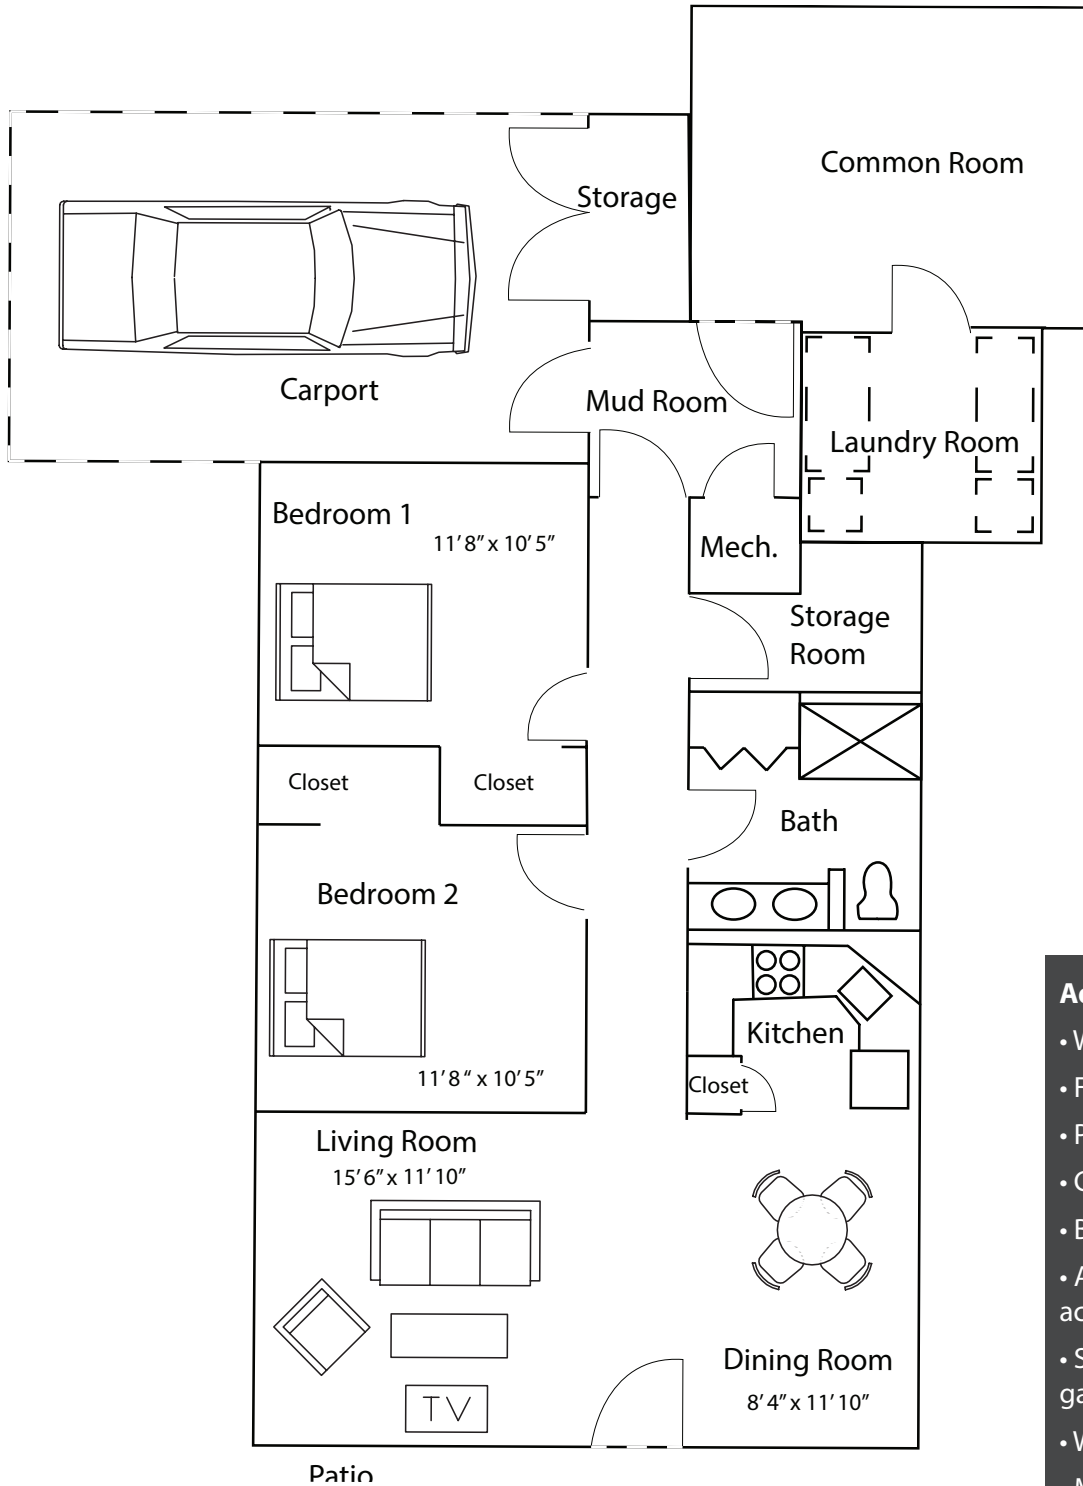 Common Room
Storage
Carport
Mud Room
Laundry Room
Bedroom 1
11'8" x 10'5"
Mech.
Storage
Room
Closet
Closet
Bath
Bedroom 2
11'8" x 10'5"
Kitchen
Closet
Living Room
15'6" x 11'10"
TV
Dining Room
8'4" x 11'10"
Patio